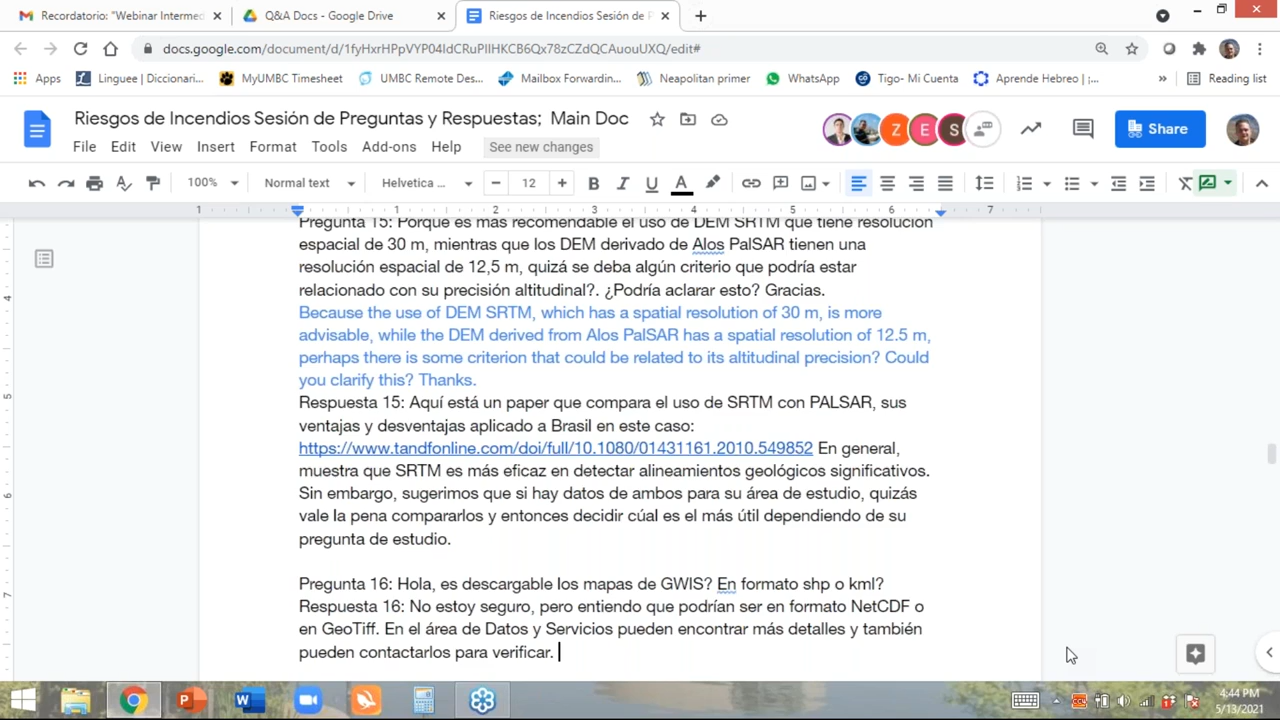 Recordatorio: "Webinar Intermed
Q&A Docs - Google Drive
Riesgos de Incendios Sesión de P
docs.google.com/document/d/1fyHxrHPpVYP04IdCRuPlIHKCB6Qx78zCZdQCAuouUXQ/edit#
Apps
Linguee | Diccionari...
MyUMBC Timesheet
UMBC Remote Des...
Mailbox Forwardin...
Neapolitan primer
WhatsApp
Tigo- Mi Cuenta
Aprende Hebreo | ¡...
»
Reading list
Riesgos de Incendios Sesión de Preguntas y Respuestas; Main Doc
Z
E
S
Share
File Edit View Insert Format Tools Add-ons Help See new changes
100% Normal text Helvetica ... − 12 + B I U A
1 1 2 3 4 5 6 7
Pregunta 15: Porque es más recomendable el uso de DEM SRTM que tiene resolución
espacial de 30 m, mientras que los DEM derivado de Alos PalSAR tienen una
resolución espacial de 12,5 m, quizá se deba algún criterio que podría estar
relacionado con su precisión altitudinal?. ¿Podría aclarar esto? Gracias.
Because the use of DEM SRTM, which has a spatial resolution of 30 m, is more
advisable, while the DEM derived from Alos PalSAR has a spatial resolution of 12.5 m,
perhaps there is some criterion that could be related to its altitudinal precision? Could
you clarify this? Thanks.
Respuesta 15: Aquí está un paper que compara el uso de SRTM con PALSAR, sus
ventajas y desventajas aplicado a Brasil en este caso:
https://www.tandfonline.com/doi/full/10.1080/01431161.2010.549852 En general,
muestra que SRTM es más eficaz en detectar alineamientos geológicos significativos.
Sin embargo, sugerimos que si hay datos de ambos para su área de estudio, quizás
vale la pena compararlos y entonces decidir cúal es el más útil dependiendo de su
pregunta de estudio.
Pregunta 16: Hola, es descargable los mapas de GWIS? En formato shp o kml?
Respuesta 16: No estoy seguro, pero entiendo que podrían ser en formato NetCDF o
en GeoTiff. En el área de Datos y Servicios pueden encontrar más detalles y también
pueden contactarlos para verificar.
4
5
6
7
4:44 PM
5/13/2021